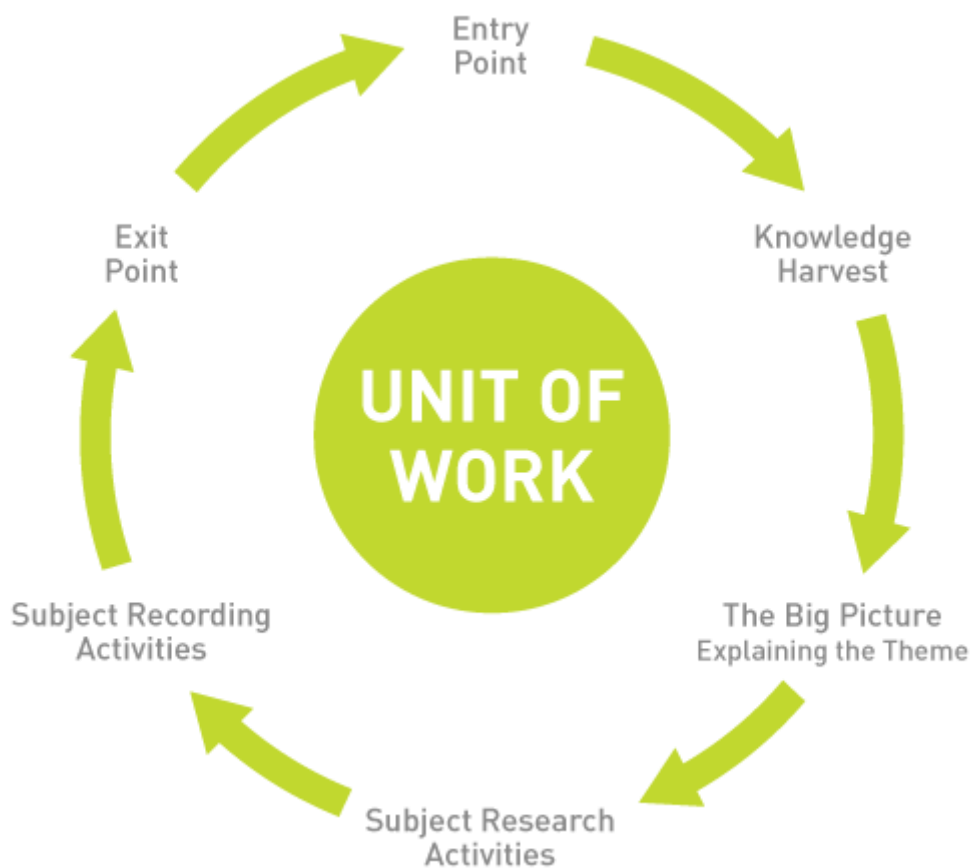 Entry
Point
Knowledge
Harvest
The Big Picture
Explaining the Theme
Subject Research
Activities
Subject Recording
Activities
Exit
Point
UNIT OF
WORK